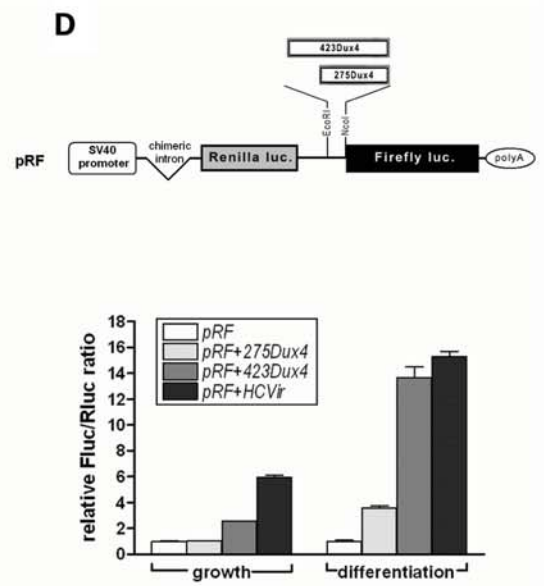 D
423Dux4
275Dux4
EcoRI
NcoI
pRF
SV40
promoter
chimeric
intron
Renilla luc.
Firefly luc.
polyA
relative Fluc/Rluc ratio
18
16
14
12
10
8
6
4
2
0
pRF
pRF+275Dux4
pRF+423Dux4
pRF+HCVir
growth
differentiation